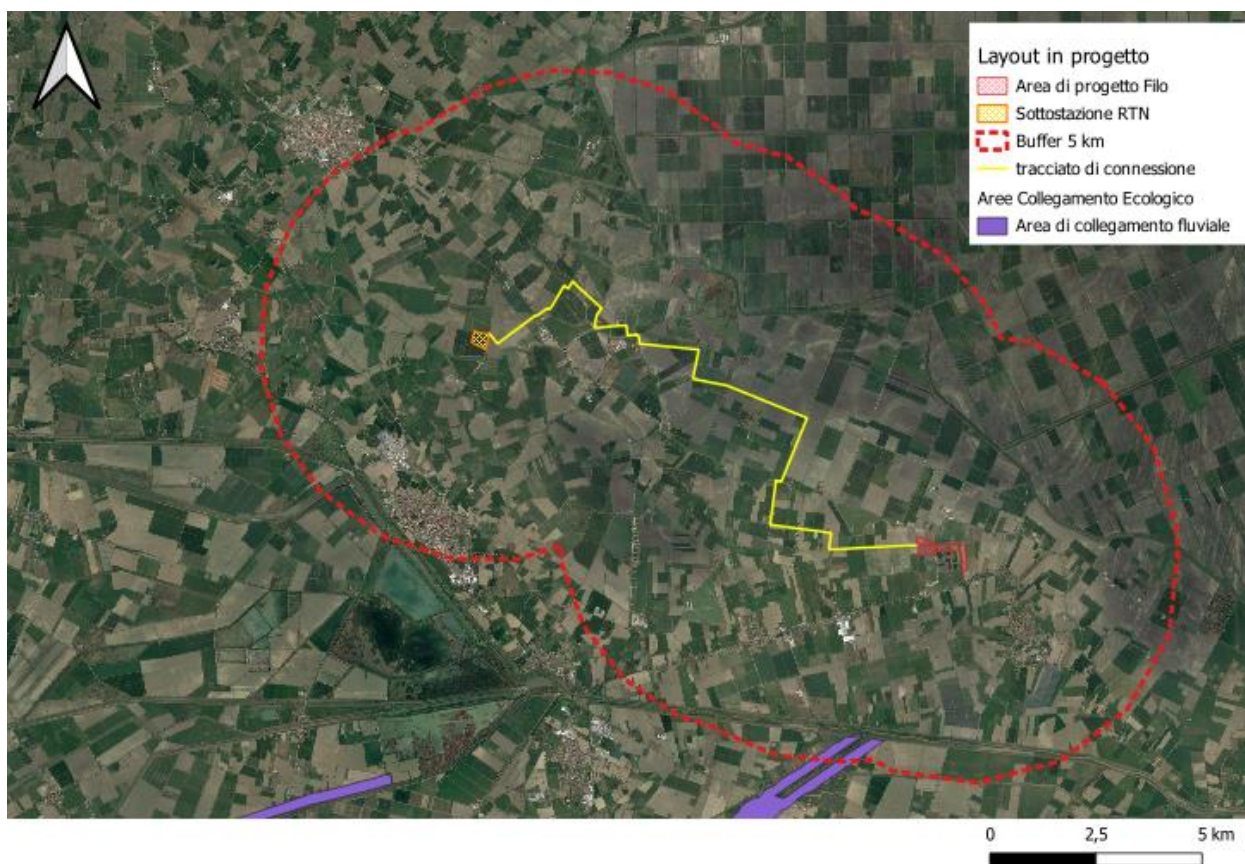 Layout in progetto
Area di progetto Filo
Sottostazione RTN
Buffer 5 km
tracciato di connessione
Aree Collegamento Ecologico
Area di collegamento fluviale
0 2,5 5 km